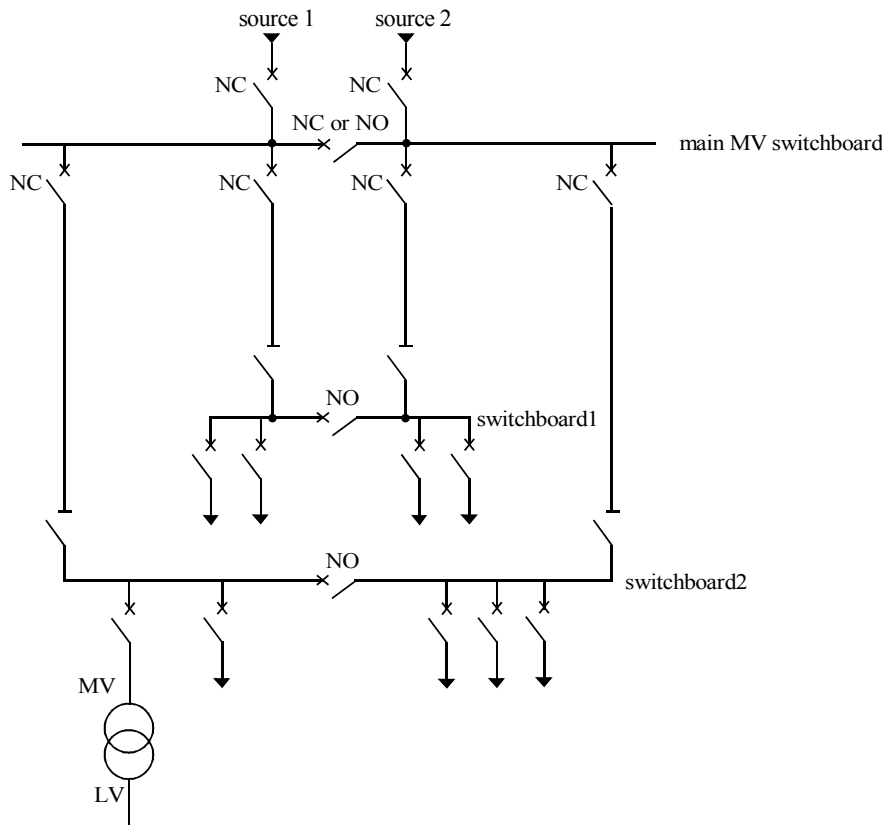 source 1
source 2
NC
NC
NC or NO
main MV switchboard
NC
NC
NC
NC
NO
switchboard1
NO
switchboard2
MV
LV